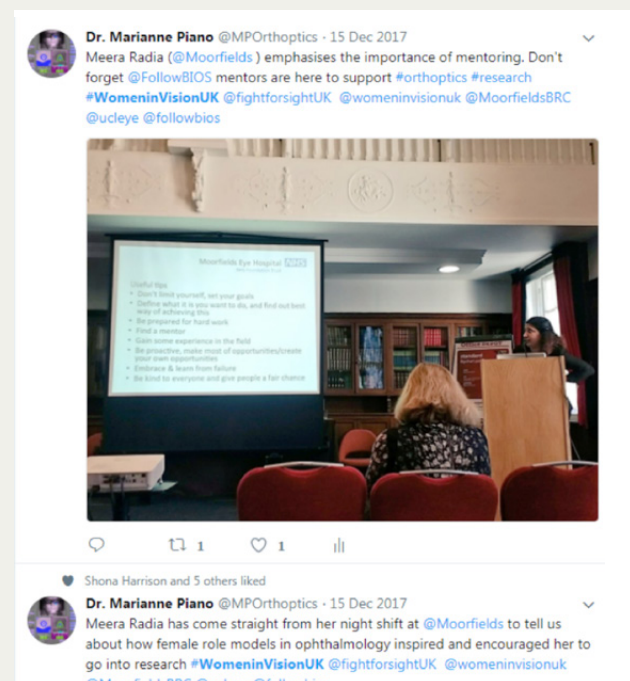 Dr. Marianne Piano @MPOrthoptics · 15 Dec 2017
Meera Radia (@Moorfields ) emphasises the importance of mentoring. Don't
forget @FollowBIOS mentors are here to support #orthoptics #research
#WomeninVisionUK @fightforsightUK @womeninvisionuk @MoorfieldsBRC
@ucleye @followbios
Moorfields Eye Hospital NHS
Useful tips
• Don't limit yourself, set your goals
• Define what it is you want to do, and find out best
way of achieving this
• Be prepared for hard work
• Find a mentor
• Gain some experience in the field
• Be proactive, make most of opportunities/create
your own opportunities
• Embrace & learn from failure
• Be kind to everyone and give people a fair chance
1 1
Shona Harrison and 5 others liked
Dr. Marianne Piano @MPOrthoptics · 15 Dec 2017
Meera Radia has come straight from her night shift at @Moorfields to tell us
about how female role models in ophthalmology inspired and encouraged her to
go into research #WomeninVisionUK @fightforsightUK @womeninvisionuk